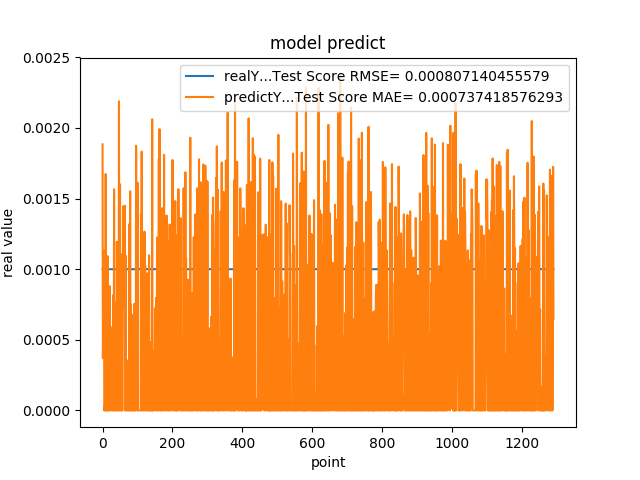 model predict
realY...Test Score RMSE= 0.000807140455579
predictY...Test Score MAE= 0.000737418576293
0.0025
0.0020
0.0015
0.0010
0.0005
0.0000
real value
0 200 400 600 800 1000 1200
point